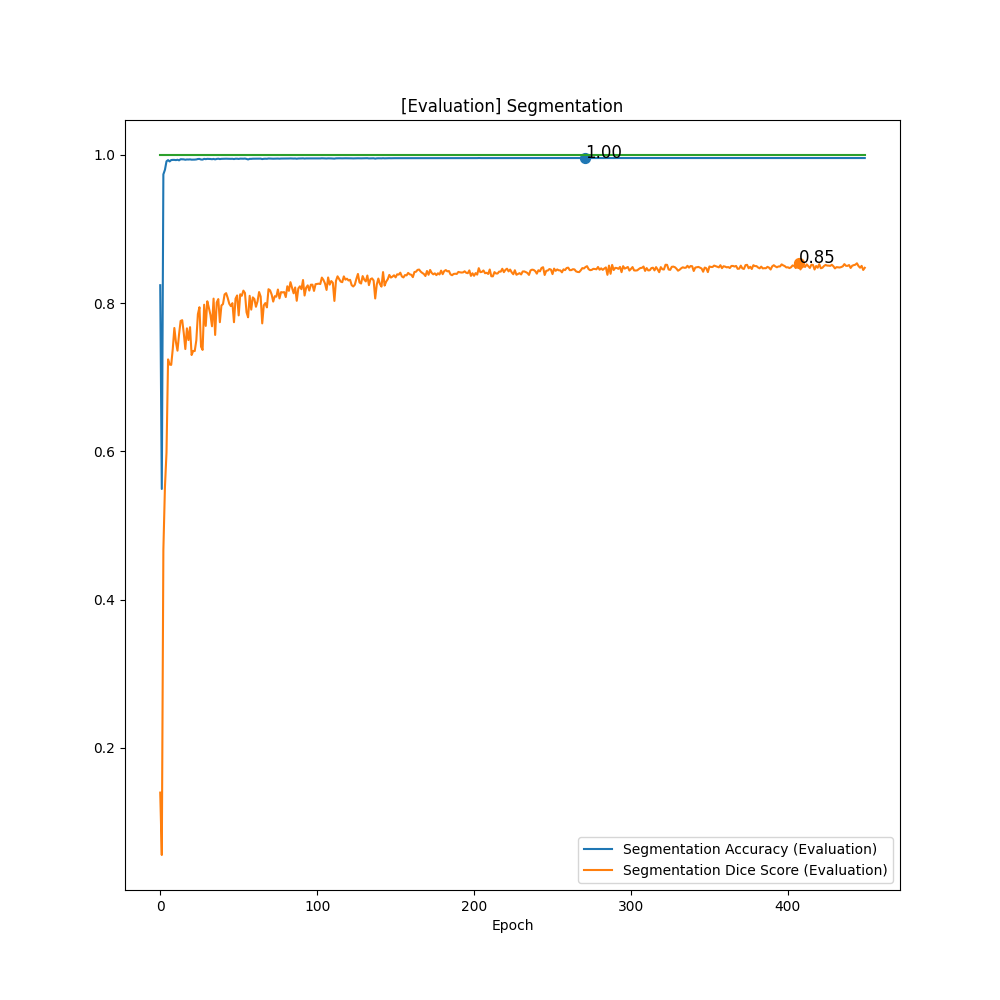 [Evaluation] Segmentation
1.0
0.8
0.6
0.4
0.2
1.00
0.85
Segmentation Accuracy (Evaluation)
Segmentation Dice Score (Evaluation)
0 100 200 300 400
Epoch